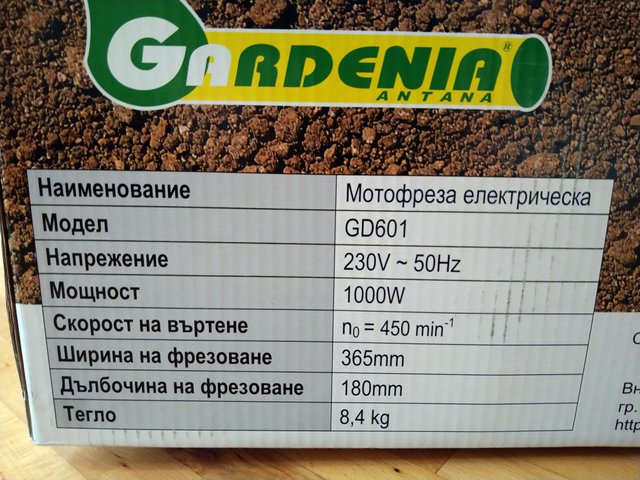 GARDENIA®
ANTANA
Наименование Мотофреза електрическа
Модел GD601
Напрежение 230V ~ 50Hz
Мощност 1000W
Скорост на въртене n₀ = 450 min⁻¹
Ширина на фрезоване 365mm
Дълбочина на фрезоване 180mm
Тегло 8,4 kg
гр.